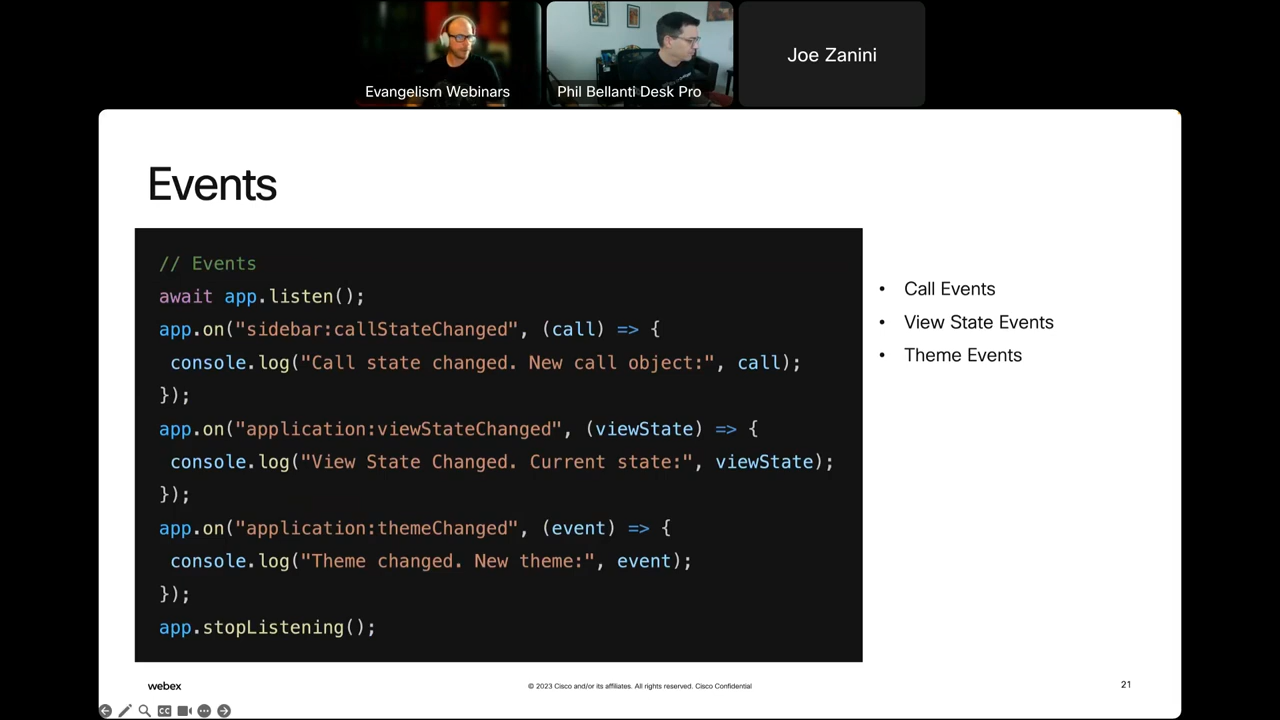 Evangelism Webinars
Phil Bellanti Desk Pro
Joe Zanini
Events
// Events
await app.listen();
app.on("sidebar:callStateChanged", (call) => {
 console.log("Call state changed. New call object:", call);
});
app.on("application:viewStateChanged", (viewState) => {
 console.log("View State Changed. Current state:", viewState);
});
app.on("application:themeChanged", (event) => {
 console.log("Theme changed. New theme:", event);
});
app.stopListening();
• Call Events
• View State Events
• Theme Events
webex
© 2023 Cisco and/or its affiliates. All rights reserved. Cisco Confidential
21
CC